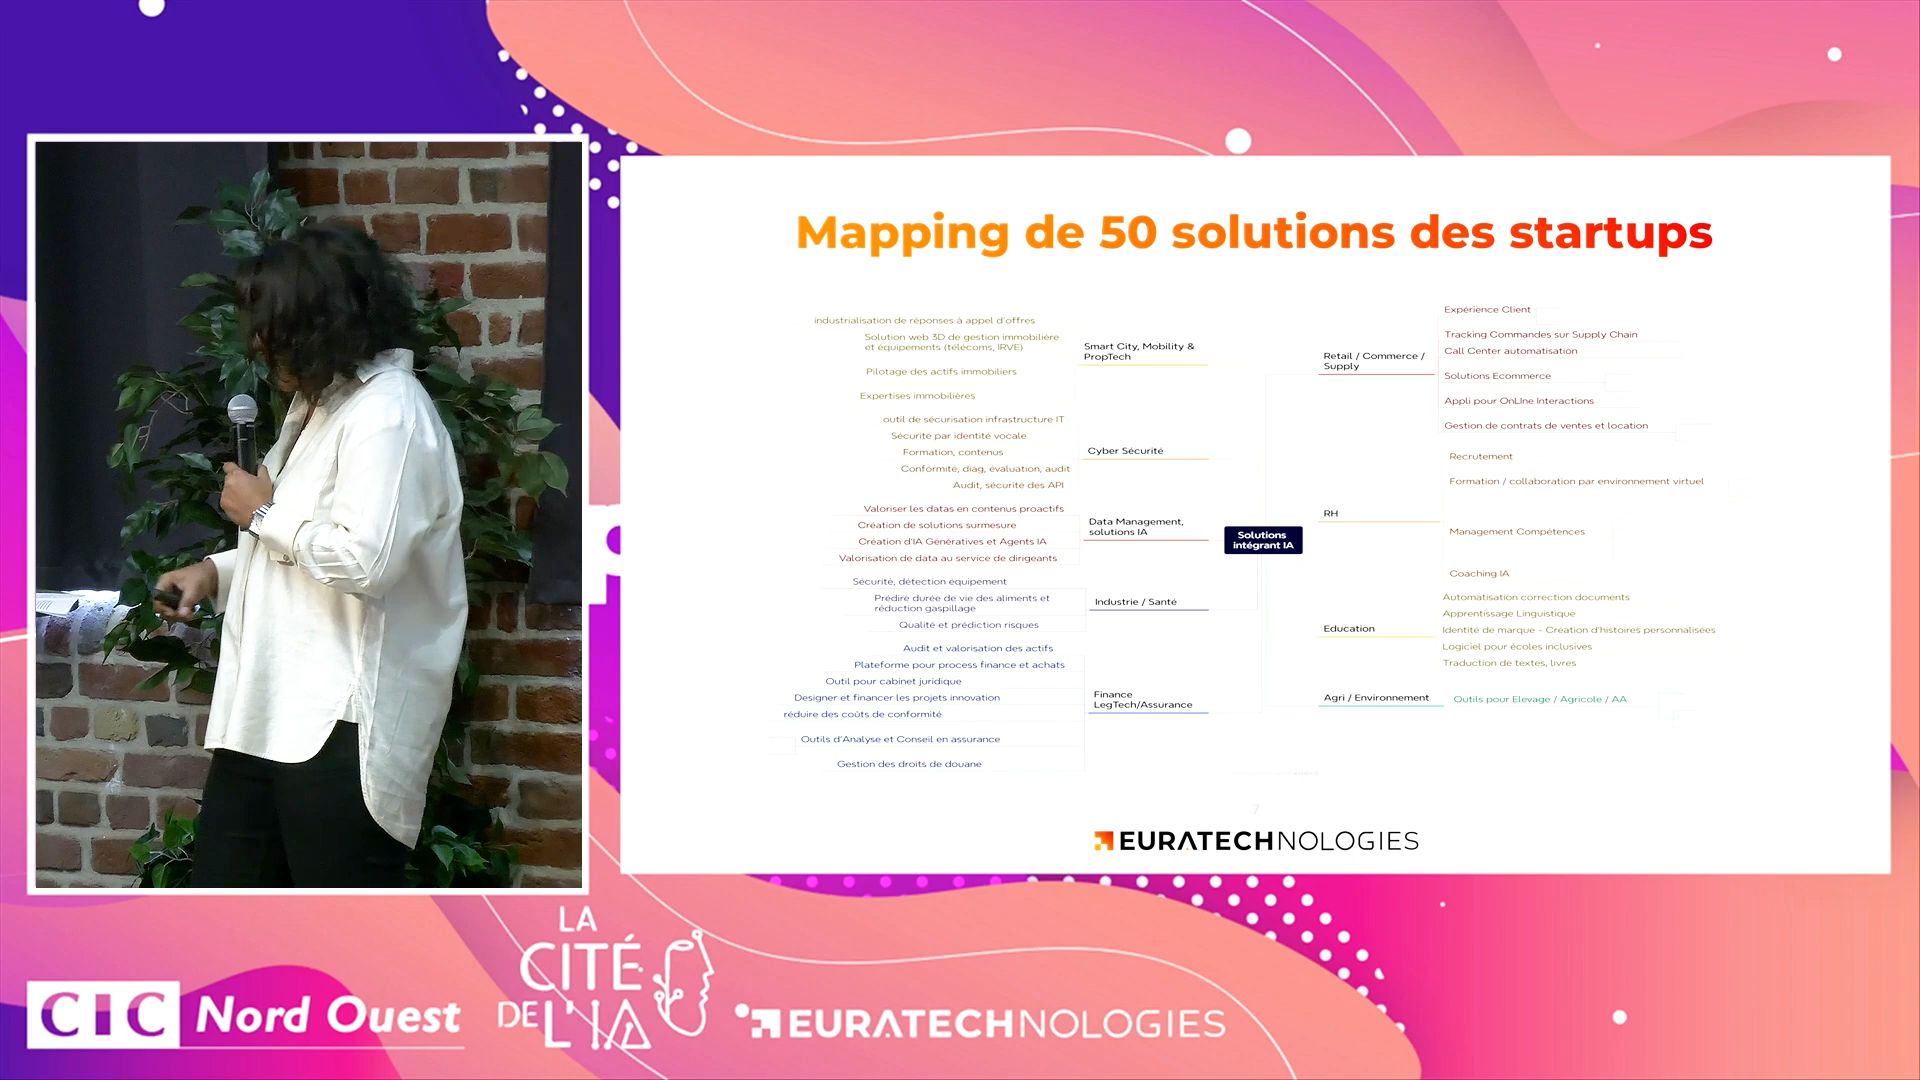 Mapping de 50 solutions des startups
industrialisation de réponses à appel d'offres
Solution web 3D de gestion immobilière
et équipements (télécoms, IRVE)
Pilotage des actifs immobiliers
Expertises immobilières
Smart City, Mobility &
PropTech
outil de sécurisation infrastructure IT
Sécurité par identité vocale
Formation, contenus
Conformité, diag, évaluation, audit
Audit, sécurité des API
Cyber Sécurité
Valoriser les datas en contenus proactifs
Création de solutions surmesure
Création d'IA Génératives et Agents IA
Valorisation de data au service de dirigeants
Data Management,
solutions IA
Sécurité, détection équipement
Prédire durée de vie des aliments et
réduction gaspillage
Qualité et prédiction risques
Industrie / Santé
Audit et valorisation des actifs
Plateforme pour process finance et achats
Outil pour cabinet juridique
Designer et financer les projets innovation
réduire des coûts de conformité
Outils d'Analyse et Conseil en assurance
Gestion des droits de douane
Finance
LegTech/Assurance
Solutions
intégrant IA
Retail / Commerce /
Supply
Expérience Client
Tracking Commandes sur Supply Chain
Call Center automatisation
Solutions Ecommerce
Appli pour OnLIne Interactions
Gestion de contrats de ventes et location
RH
Recrutement
Formation / collaboration par environnement virtuel
Management Compétences
Coaching IA
Education
Automatisation correction documents
Apprentissage Linguistique
Identité de marque - Création d'histoires personnalisées
Logiciel pour écoles inclusives
Traduction de textes, livres
Agri / Environnement
Outils pour Elevage / Agricole / AA
7
EURATECHNOLOGIES
CIC Nord Ouest
LA
CITÉ
DE L'IA
EURATECHNOLOGIES